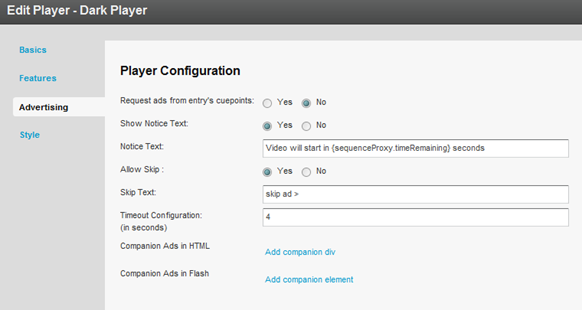 Edit Player - Dark Player
Basics
Features
Advertising
Style
Player Configuration
Request ads from entry's cuepoints: Yes No
Show Notice Text: Yes No
Notice Text: Video will start in {sequenceProxy.timeRemaining} seconds
Allow Skip : Yes No
Skip Text: skip ad >
Timeout Configuration: 4
(in seconds)
Companion Ads in HTML Add companion div
Companion Ads in Flash Add companion element